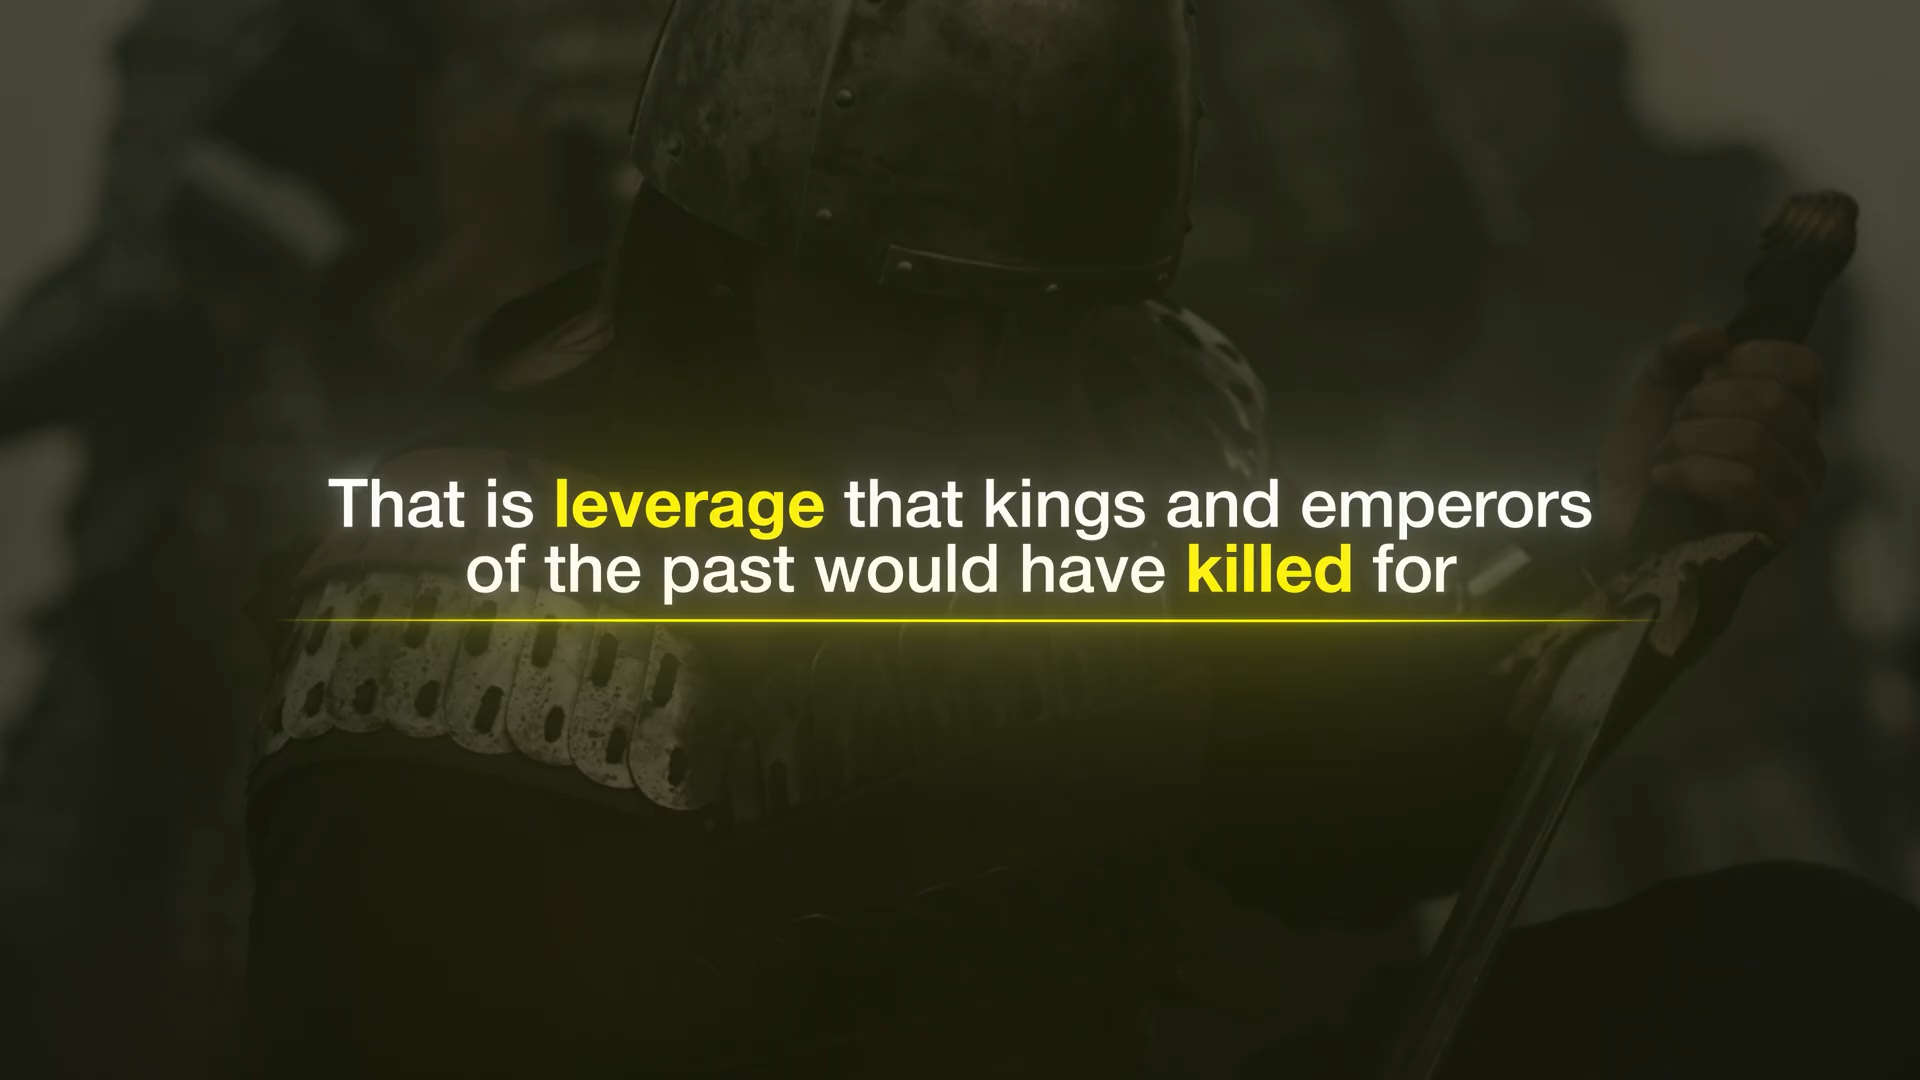 That is leverage that kings and emperors
of the past would have killed for